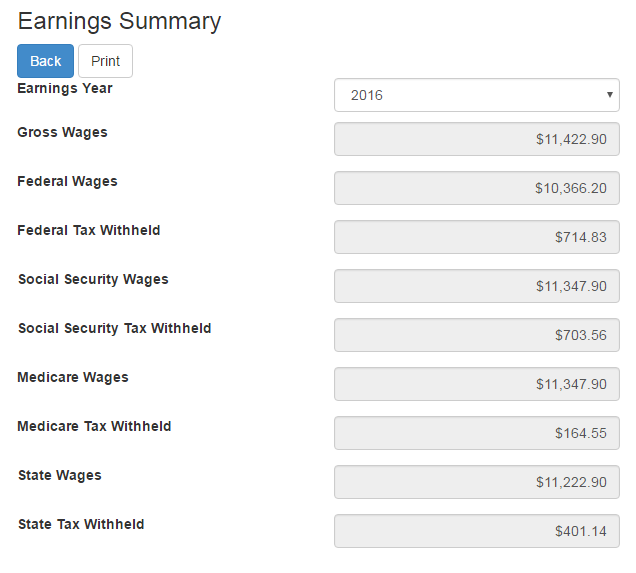 Earnings Summary
Back Print
Earnings Year 2016
Gross Wages $11,422.90
Federal Wages $10,366.20
Federal Tax Withheld $714.83
Social Security Wages $11,347.90
Social Security Tax Withheld $703.56
Medicare Wages $11,347.90
Medicare Tax Withheld $164.55
State Wages $11,222.90
State Tax Withheld $401.14